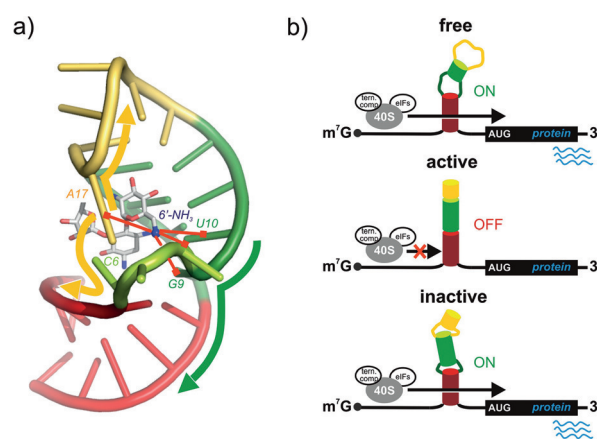 a)
A17
6'-NH3
U10
C6
G9
b)
free
ON
tern.
comp
eIFs
40S
m7G
AUG protein 3
active
OFF
tern.
comp
eIFs
40S
m7G
AUG protein 3
inactive
ON
tern.
comp
eIFs
40S
m7G
AUG protein 3